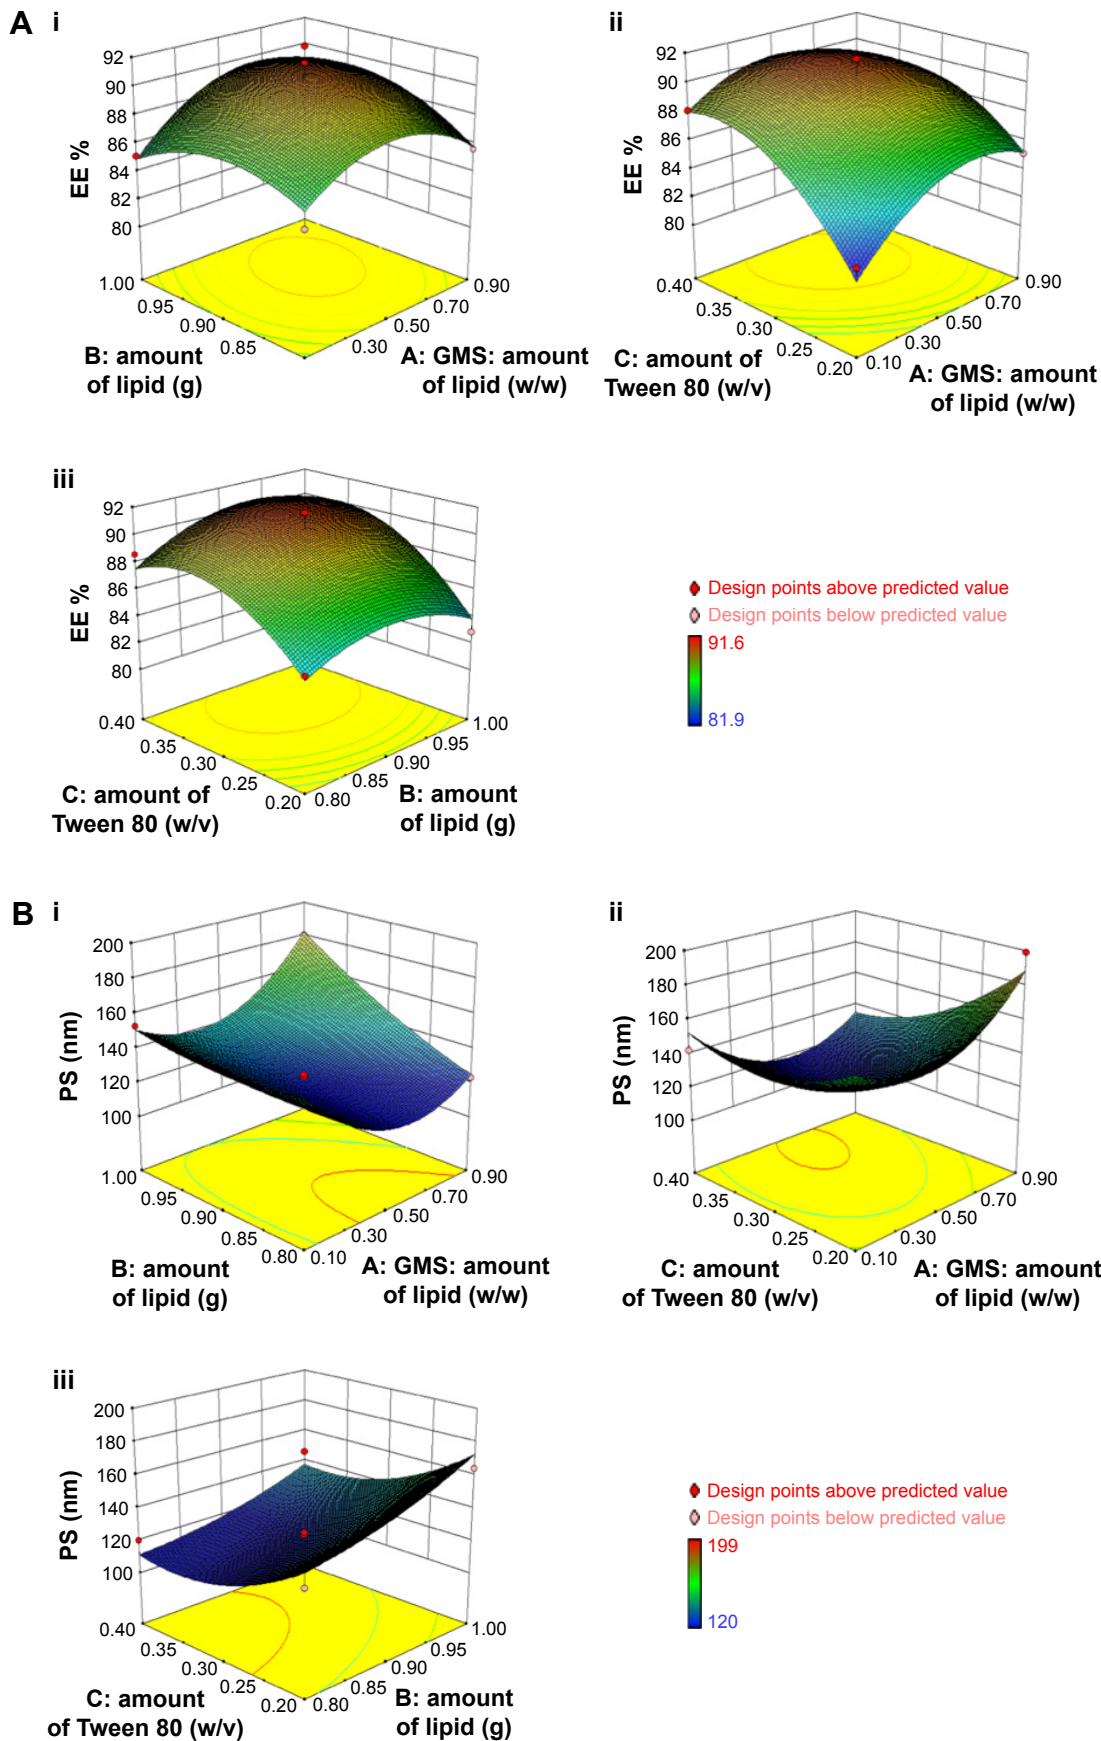 A
i
92
90
88
86
84
82
80
EE %
1.00
0.95
0.90
0.85
0.30
0.50
0.70
0.90
B: amount
of lipid (g)
A: GMS: amount
of lipid (w/w)
ii
92
90
88
86
84
82
80
EE %
0.40
0.35
0.30
0.25
0.20
0.10
0.30
0.50
0.70
0.90
C: amount of
Tween 80 (w/v)
A: GMS: amount
of lipid (w/w)
iii
92
90
88
86
84
82
80
EE %
0.40
0.35
0.30
0.25
0.20
0.80
0.85
0.90
0.95
1.00
C: amount of
Tween 80 (w/v)
B: amount
of lipid (g)
Design points above predicted value
Design points below predicted value
91.6
81.9
B
i
200
180
160
140
120
100
PS (nm)
1.00
0.95
0.90
0.85
0.80
0.10
0.30
0.50
0.70
0.90
B: amount
of lipid (g)
A: GMS: amount
of lipid (w/w)
ii
200
180
160
140
120
100
PS (nm)
0.40
0.35
0.30
0.25
0.20
0.10
0.30
0.50
0.70
0.90
C: amount
of Tween 80 (w/v)
A: GMS: amount
of lipid (w/w)
iii
200
180
160
140
120
100
PS (nm)
0.40
0.35
0.30
0.25
0.20
0.80
0.85
0.90
0.95
1.00
C: amount
of Tween 80 (w/v)
B: amount
of lipid (g)
Design points above predicted value
Design points below predicted value
199
120